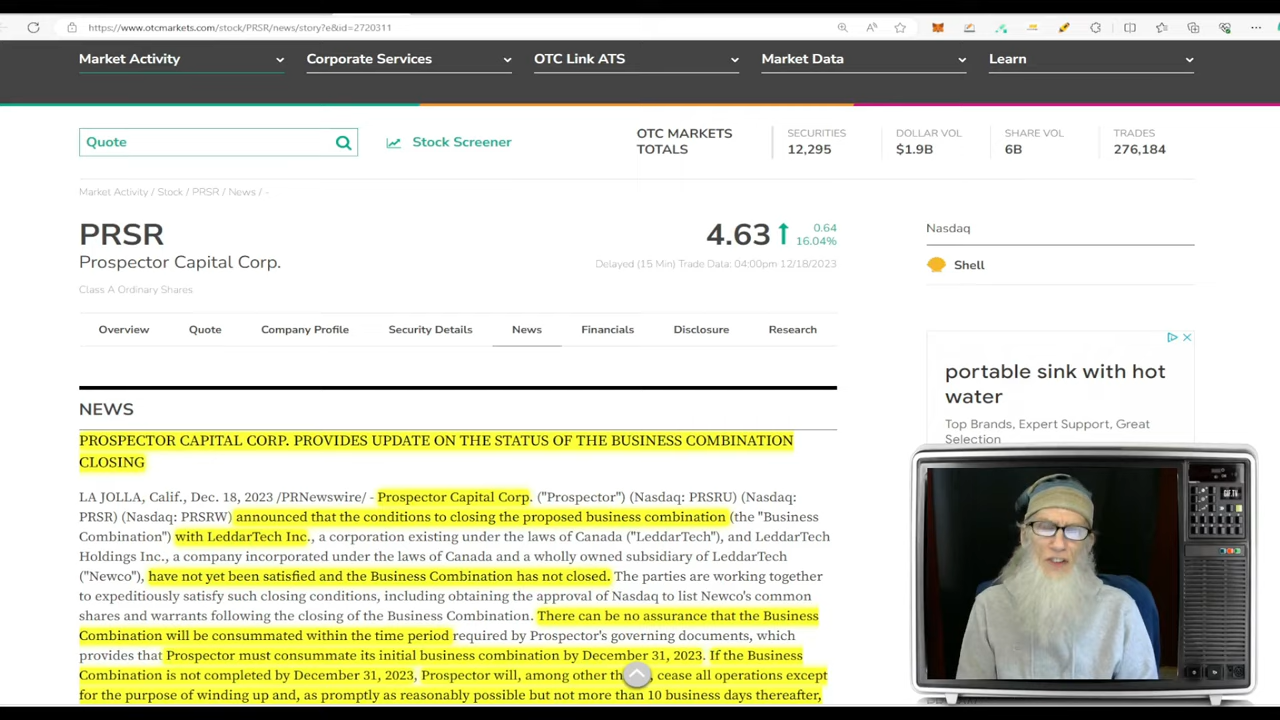 https://www.otcmarkets.com/stock/PRSR/news/story?e&id=2720311
Market Activity
Corporate Services
OTC Link ATS
Market Data
Learn
Quote
Stock Screener
OTC MARKETS
TOTALS
SECURITIES
12,295
DOLLAR VOL
$1.9B
SHARE VOL
6B
TRADES
276,184
Market Activity / Stock / PRSR / News / -
PRSR
Prospector Capital Corp.
Class A Ordinary Shares
4.63
0.64
16.04%
Delayed (15 Min) Trade Data: 04:00pm 12/18/2023
Nasdaq
Shell
Overview
Quote
Company Profile
Security Details
News
Financials
Disclosure
Research
portable sink with hot
water
Top Brands, Expert Support, Great
Selection
NEWS
PROSPECTOR CAPITAL CORP. PROVIDES UPDATE ON THE STATUS OF THE BUSINESS COMBINATION
CLOSING
LA JOLLA, Calif., Dec. 18, 2023 /PRNewswire/ - Prospector Capital Corp. ("Prospector") (Nasdaq: PRSRU) (Nasdaq:
PRSR) (Nasdaq: PRSRW) announced that the conditions to closing the proposed business combination (the "Business
Combination") with LeddarTech Inc., a corporation existing under the laws of Canada ("LeddarTech"), and LeddarTech
Holdings Inc., a company incorporated under the laws of Canada and a wholly owned subsidiary of LeddarTech
("Newco"), have not yet been satisfied and the Business Combination has not closed. The parties are working together
to expeditiously satisfy such closing conditions, including obtaining the approval of Nasdaq to list Newco's common
shares and warrants following the closing of the Business Combination. There can be no assurance that the Business
Combination will be consummated within the time period required by Prospector's governing documents, which
provides that Prospector must consummate its initial business combination by December 31, 2023. If the Business
Combination is not completed by December 31, 2023, Prospector will, among other, cease all operations except
for the purpose of winding up and, as promptly as reasonably possible but not more than 10 business days thereafter,